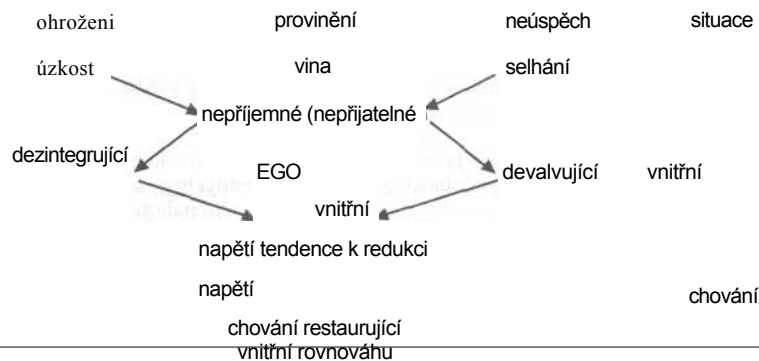 ohroženi provinění neúspěch situace
úzkost vina selhání
nepříjemné (nepřijatelné
dezintegrující EGO devalvující vnitřní
vnitřní
napětí tendence k redukci
napětí
chování
chování restaurující
vnitřní rovnováhu